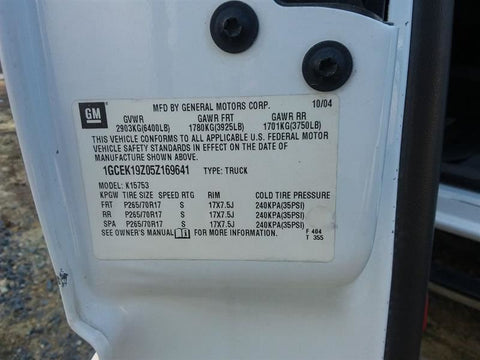 MFD BY GENERAL MOTORS CORP. 10/04
GM GVWR GAWR FRT GAWR RR
2903KG(6400LB) 1780KG(3925LB) 1701KG(3750LB)
THIS VEHICLE CONFORMS TO ALL APPLICABLE U.S. FEDERAL MOTOR
VEHICLE SAFETY STANDARDS IN EFFECT ON THE DATE OF
MANUFACTURE SHOWN ABOVE.
1GCEK19Z05Z169641 TYPE: TRUCK
MODEL: K15753
KPGW TIRE SIZE SPEED RTG RIM COLD TIRE PRESSURE
FRT P265/70R17 S 17X7.5J 240KPA(35PSI)
RR P265/70R17 S 17X7.5J 240KPA(35PSI)
SPA P265/70R17 S 17X7.5J 240KPA(35PSI)
SEE OWNER'S MANUAL FOR MORE INFORMATION.
F 404
T 355